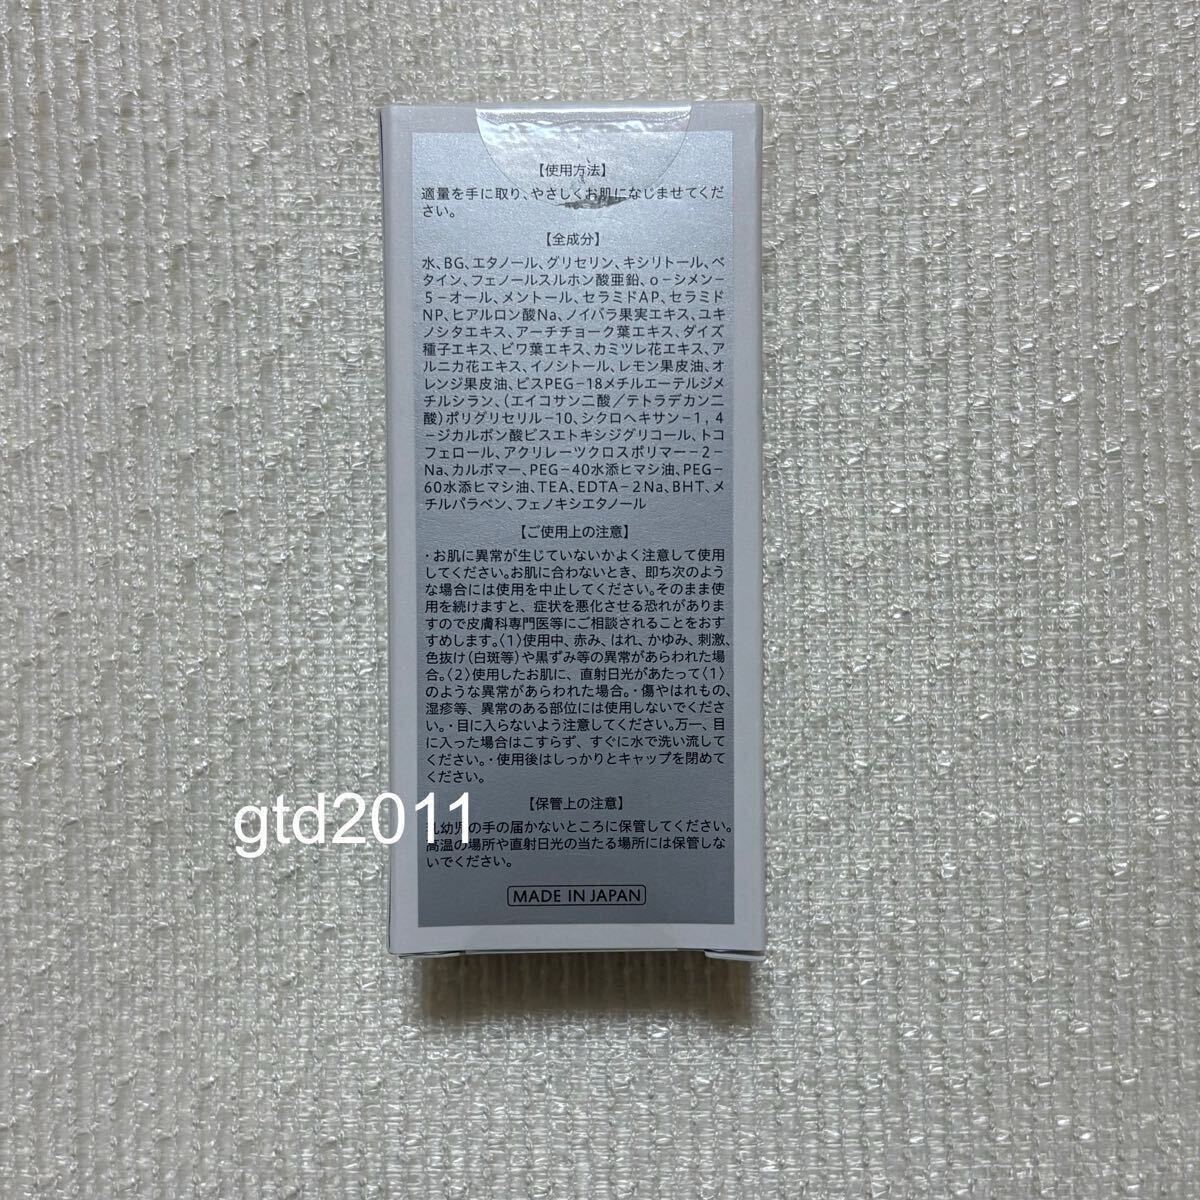 【使用方法】
適量を手に取り、やさしくお肌になじませてくだ
さい。
【全成分】
水、BG、エタノール、グリセリン、キシリトール、ベ
タイン、フェノールスルホン酸亜鉛、o－シメン－
5－オール、メントール、セラミドAP、セラミド
NP、ヒアルロン酸Na、ノイバラ果実エキス、ユキ
ノシタエキス、アーチチョーク葉エキス、ダイズ
種子エキス、ビワ葉エキス、カミツレ花エキス、ア
ルニカ花エキス、イノシトール、レモン果皮油、オ
レンジ果皮油、ビスPEG－18メチルエーテルジメ
チルシラン、（エイコサン二酸／テトラデカン二
酸）ポリグリセリル－10、シクロヘキサン－1，4
－ジカルボン酸ビスエトキシジグリコール、トコ
フェロール、アクリレーツクロスポリマー－2－
Na、カルボマー、PEG－40水添ヒマシ油、PEG－
60水添ヒマシ油、TEA、EDTA－2Na、BHT、メ
チルパラベン、フェノキシエタノール
【ご使用上の注意】
・お肌に異常が生じていないかよく注意して使用
してください。お肌に合わないとき、即ち次のよう
な場合には使用を中止してください。そのまま使
用を続けますと、症状を悪化させる恐れがありま
すので皮膚科専門医等にご相談されることをおす
すめします。〈1〉使用中、赤み、はれ、かゆみ、刺激、
色抜け（白斑等）や黒ずみ等の異常があらわれた場
合。〈2〉使用したお肌に、直射日光があたって〈1〉
のような異常があらわれた場合。・傷やはれもの、
湿疹等、異常のある部位には使用しないでくださ
い。・目に入らないよう注意してください。万一、目
に入った場合はこすらず、すぐに水で洗い流して
ください。・使用後はしっかりとキャップを閉めて
ください。
【保管上の注意】
乳幼児の手の届かないところに保管してください。
高温の場所や直射日光の当たる場所には保管しな
いでください。
MADE IN JAPAN
gtd2011